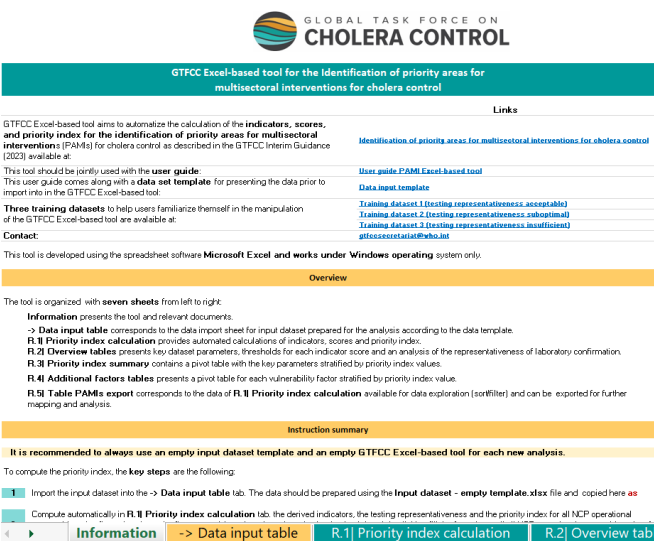 GLOBAL TASK FORCE ON
CHOLERA CONTROL
GTFCC Excel-based tool for the Identification of priority areas for
multisectoral interventions for cholera control
Links
GTFCC Excel-based tool aims to automatize the calculation of the indicators, scores,
and priority index for the identification of priority areas for multisectoral
interventions (PAMIs) for cholera control as described in the GTFCC Interim Guidance
(2023) available at:
Identification of priority areas for multisectoral interventions for cholera control
This tool should be jointly used with the user guide:
User guide PAMI Excel-based tool
This user guide comes along with a data set template for presenting the data prior to
import into in the GTFCC Excel-based tool:
Data input template
Three training datasets to help users familiarize themself in the manipulation
of the GTFCC Excel-based tool are avalaible at:
Training dataset 1 (testing representativeness acceptable)
Training dataset 2 (testing representativeness suboptimal)
Training dataset 3 (testing representativeness insufficient)
Contact:
gtfccsecretariat@who.int
This tool is developed using the spreadsheet software Microsoft Excel and works under Windows operating system only.
Overview
The tool is organized with seven sheets from left to right:
Information presents the tool and relevant documents.
-> Data input table corresponds to the data import sheet for input dataset prepared for the analysis according to the data template.
R.1| Priority index calculation provides automated calculations of indicators, scores and priority index.
R.2| Overview tables presents key dataset parameters, thresholds for each indicator score and an analysis of the representativeness of laboratory confirmation.
R.3| Priority index summary contains a pivot table with the key parameters stratified by priority index values.
R.4| Additional factors tables presents a pivot table for each vulnerability factor stratified by priority index value.
R.5| Table PAMIs export corresponds to the data of R.1| Priority index calculation available for data exploration (sort/filter) and can be exported for further
mapping and analysis.
Instruction summary
It is recommended to always use an empty input dataset template and an empty GTFCC Excel-based tool for each new analysis.
To compute the priority index, the key steps are the following:
1 Import the input dataset into the -> Data input table tab. The data should be prepared using the Input dataset - empty template.xlsx file and copied here as
Compute automatically in R.1| Priority index calculation tab. the derived indicators, the testing representativeness and the priority index for all NCP operational
Information -> Data input table R.1| Priority index calculation R.2| Overview tab